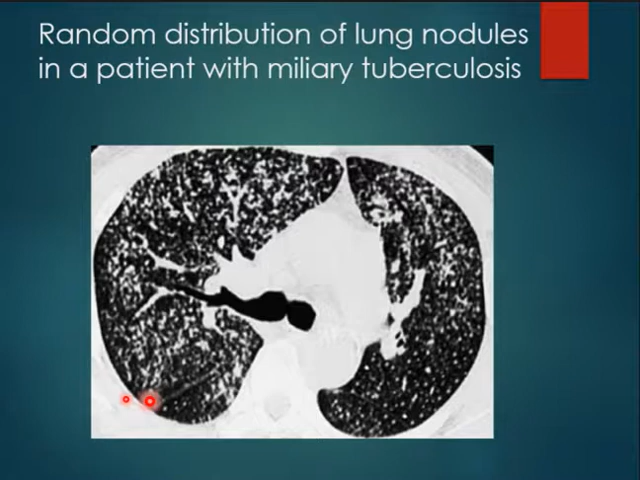 Random distribution of lung nodules
in a patient with miliary tuberculosis